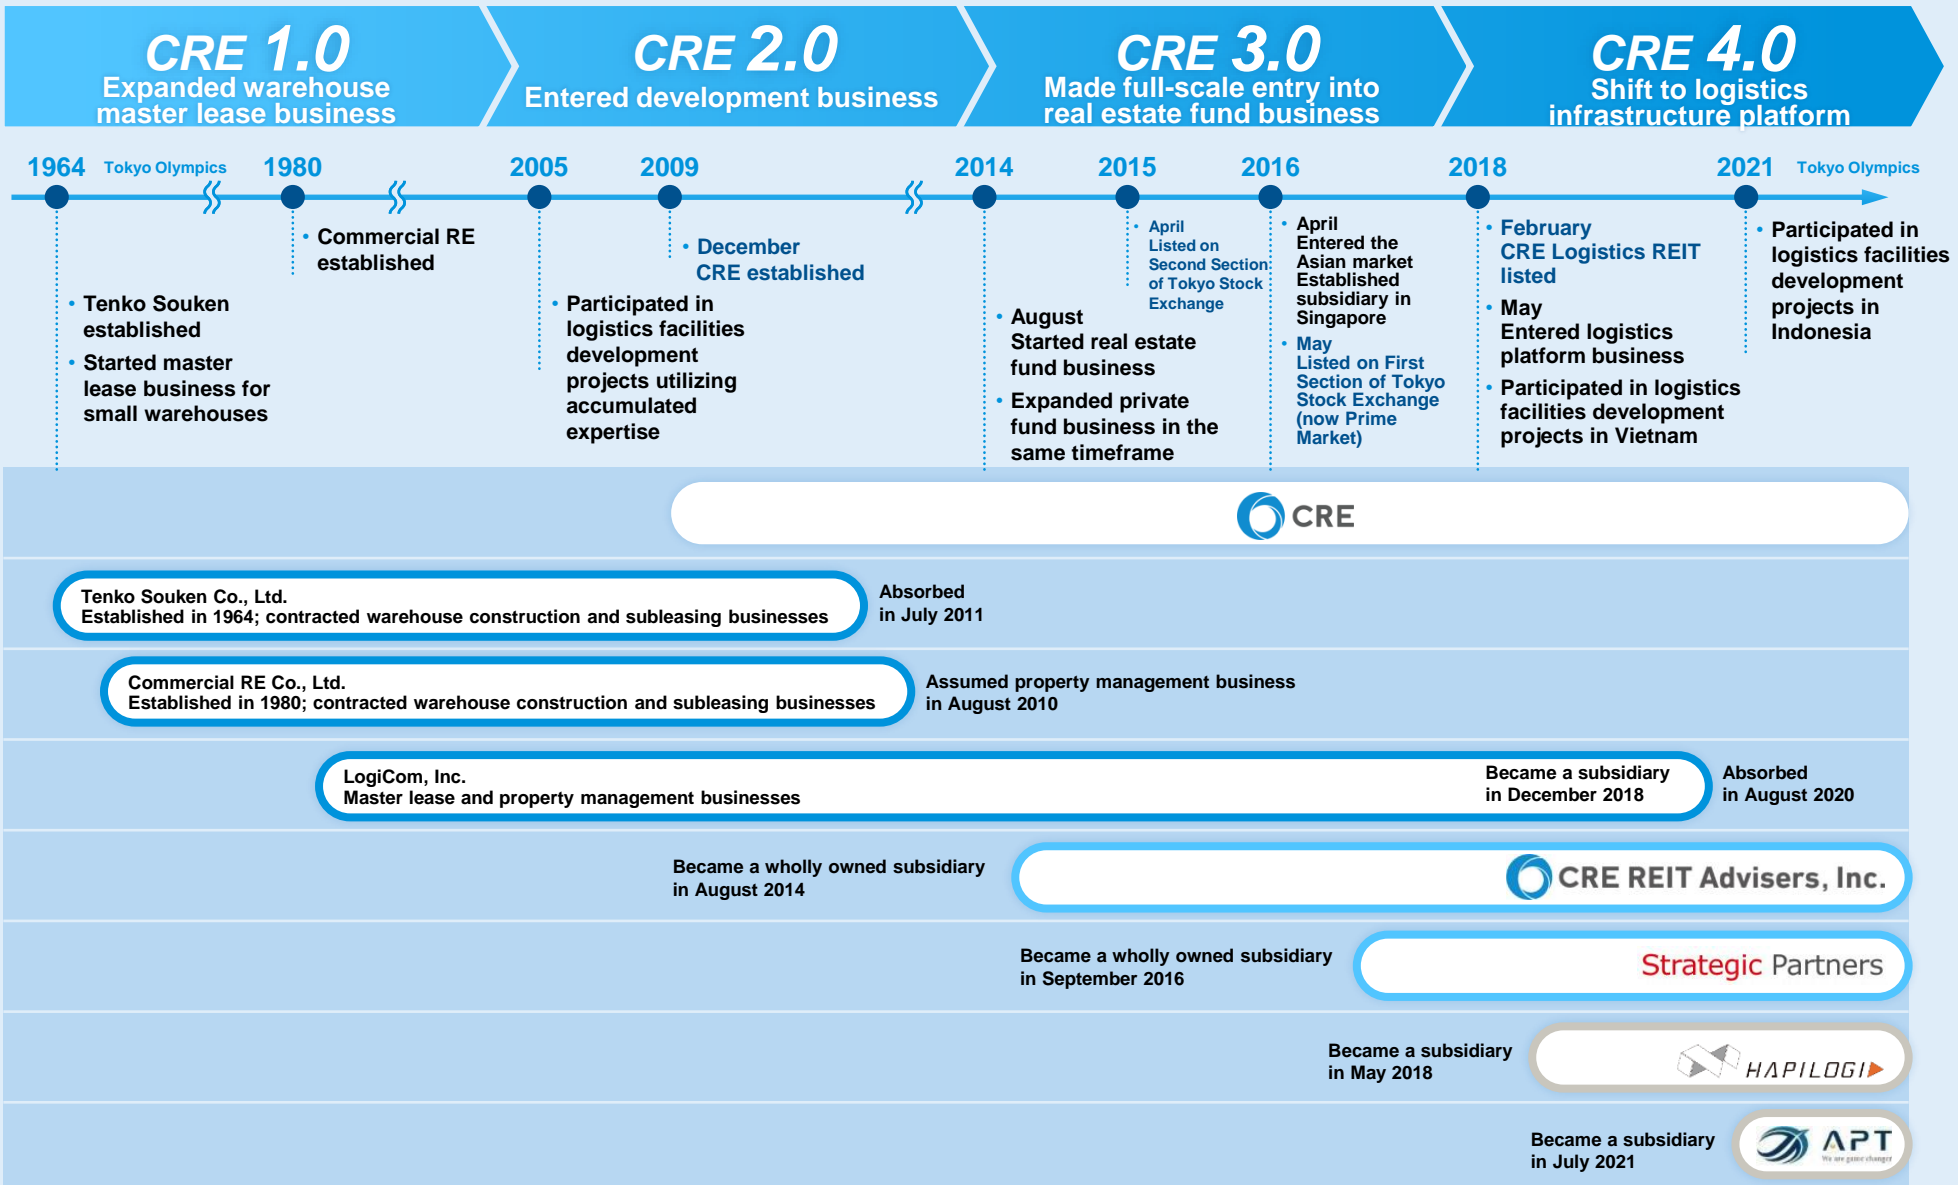 CRE 1.0
Expanded warehouse
master lease business
CRE 2.0
Entered development business
CRE 3.0
Made full-scale entry into
real estate fund business
CRE 4.0
Shift to logistics
infrastructure platform
1964
Tokyo Olympics
1980
2005
2009
2014
2015
2016
2018
2021
Tokyo Olympics
• Tenko Souken
established
• Started master
lease business for
small warehouses
• Commercial RE
established
• Participated in
logistics facilities
development
projects utilizing
accumulated
expertise
• December
CRE established
• August
Started real estate
fund business
• Expanded private
fund business in the
same timeframe
• April
Listed on
Second Section
of Tokyo Stock
Exchange
• April
Entered the
Asian market
Established
subsidiary in
Singapore
• May
Listed on First
Section of Tokyo
Stock Exchange
(now Prime
Market)
• February
CRE Logistics REIT
listed
• May
Entered logistics
platform business
• Participated in logistics
facilities development
projects in Vietnam
• Participated in
logistics facilities
development
projects in
Indonesia
CRE
Tenko Souken Co., Ltd.
Established in 1964; contracted warehouse construction and subleasing businesses
Absorbed
in July 2011
Commercial RE Co., Ltd.
Established in 1980; contracted warehouse construction and subleasing businesses
Assumed property management business
in August 2010
LogiCom, Inc.
Master lease and property management businesses
Became a subsidiary
in December 2018
Absorbed
in August 2020
Became a wholly owned subsidiary
in August 2014
CRE REIT Advisers, Inc.
Became a wholly owned subsidiary
in September 2016
Strategic Partners
Became a subsidiary
in May 2018
HAPILOGI
Became a subsidiary
in July 2021
APT
We are game changer